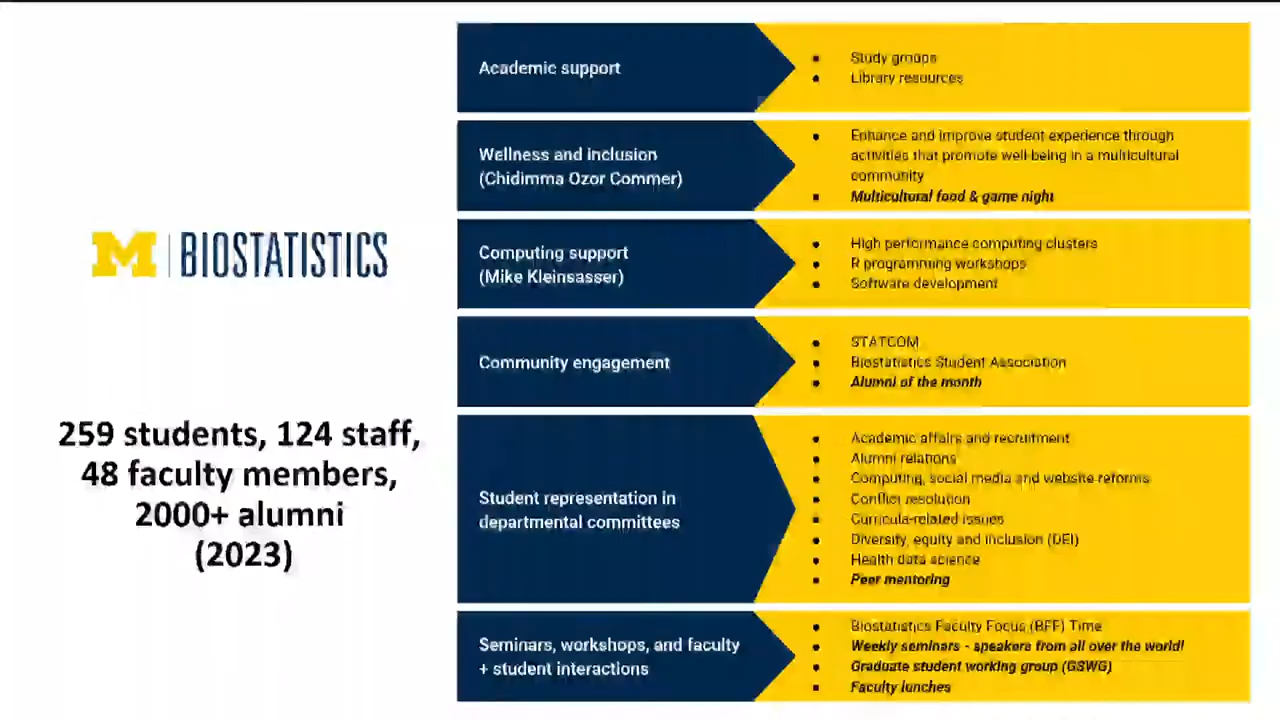 M | BIOSTATISTICS
259 students, 124 staff,
48 faculty members,
2000+ alumni
(2023)
Academic support
● Study groups
● Library resources
Wellness and inclusion
(Chidimma Ozor Commer)
● Enhance and improve student experience through
activities that promote well-being in a multicultural
community
● Multicultural food & game night
Computing support
(Mike Kleinsasser)
● High performance computing clusters
● R programming workshops
● Software development
Community engagement
● STATCOM
● Biostatistics Student Association
● Alumni of the month
Student representation in
departmental committees
● Academic affairs and recruitment
● Alumni relations
● Computing, social media and website reforms
● Conflict resolution
● Curricula-related issues
● Diversity, equity and inclusion (DEI)
● Health data science
● Peer mentoring
Seminars, workshops, and faculty
+ student interactions
● Biostatistics Faculty Focus (BFF) Time
● Weekly seminars - speakers from all over the world!
● Graduate student working group (GSWG)
● Faculty lunches